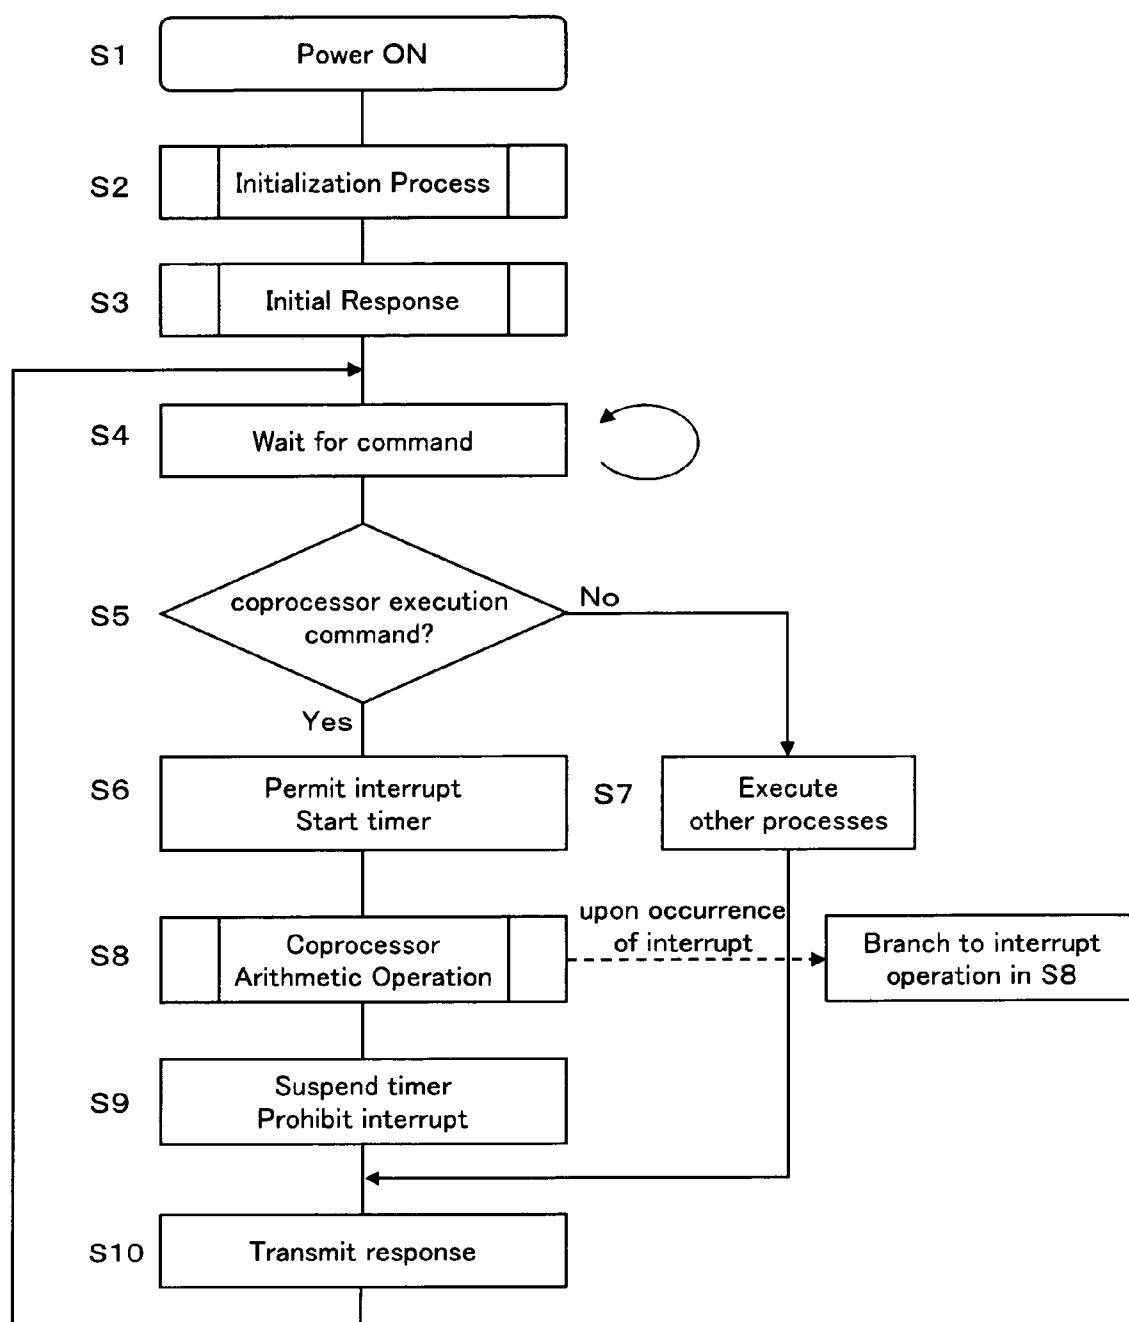 S1
Power ON
S2
Initialization Process
S3
Initial Response
S4
Wait for command
S5
coprocessor execution
command?
No
Yes
S6
Permit interrupt
Start timer
S7
Execute
other processes
S8
Coprocessor
Arithmetic Operation
upon occurrence
of interrupt
Branch to interrupt
operation in S8
S9
Suspend timer
Prohibit interrupt
S10
Transmit response